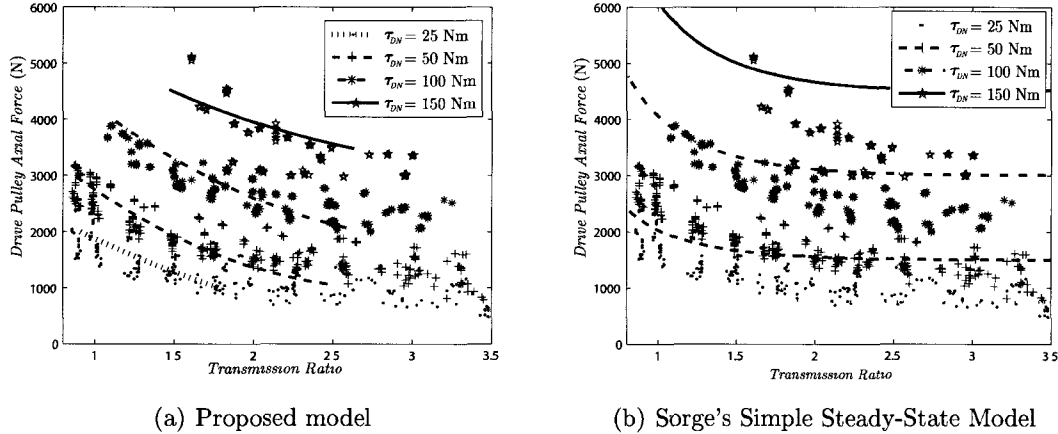 6000
5000
4000
3000
2000
1000
0
Drive Pulley Axial Force (N)
τDN = 25 Nm
τDN = 50 Nm
τDN = 100 Nm
τDN = 150 Nm
1 1 5 2 2.5 3 3.5
Transmission Ratio
(a) Proposed model
6000
5000
4000
3000
2000
1000
0
Drive Pulley Axial Force (N)
τDN = 25 Nm
τDN = 50 Nm
τDN = 100 Nm
τDN = 150 Nm
1 1.5 2 2.5 3 3 5
Transmission Ratio
(b) Sorge's Simple Steady-State Model